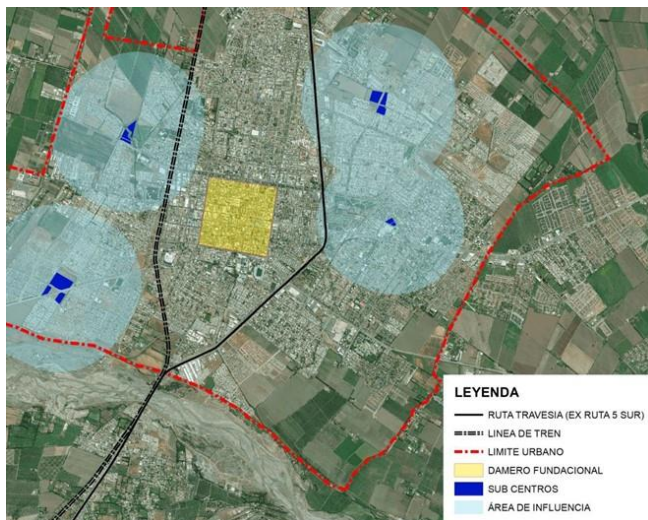 LEYENDA
RUTA TRAVESIA (EX RUTA 5 SUR)
LINEA DE TREN
LIMITE URBANO
DAMERO FUNDACIONAL
SUB CENTROS
ÁREA DE INFLUENCIA